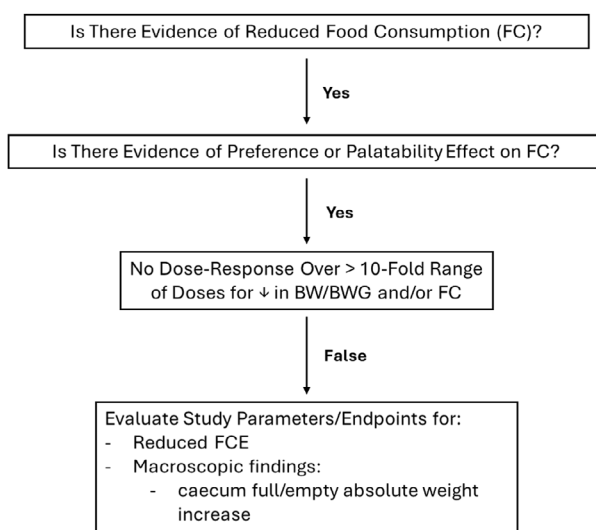 Is There Evidence of Reduced Food Consumption (FC)?
Yes
Is There Evidence of Preference or Palatability Effect on FC?
Yes
No Dose-Response Over > 10-Fold Range
of Doses for ↓ in BW/BWG and/or FC
False
Evaluate Study Parameters/Endpoints for:
- Reduced FCE
- Macroscopic findings:
- caecum full/empty absolute weight
increase